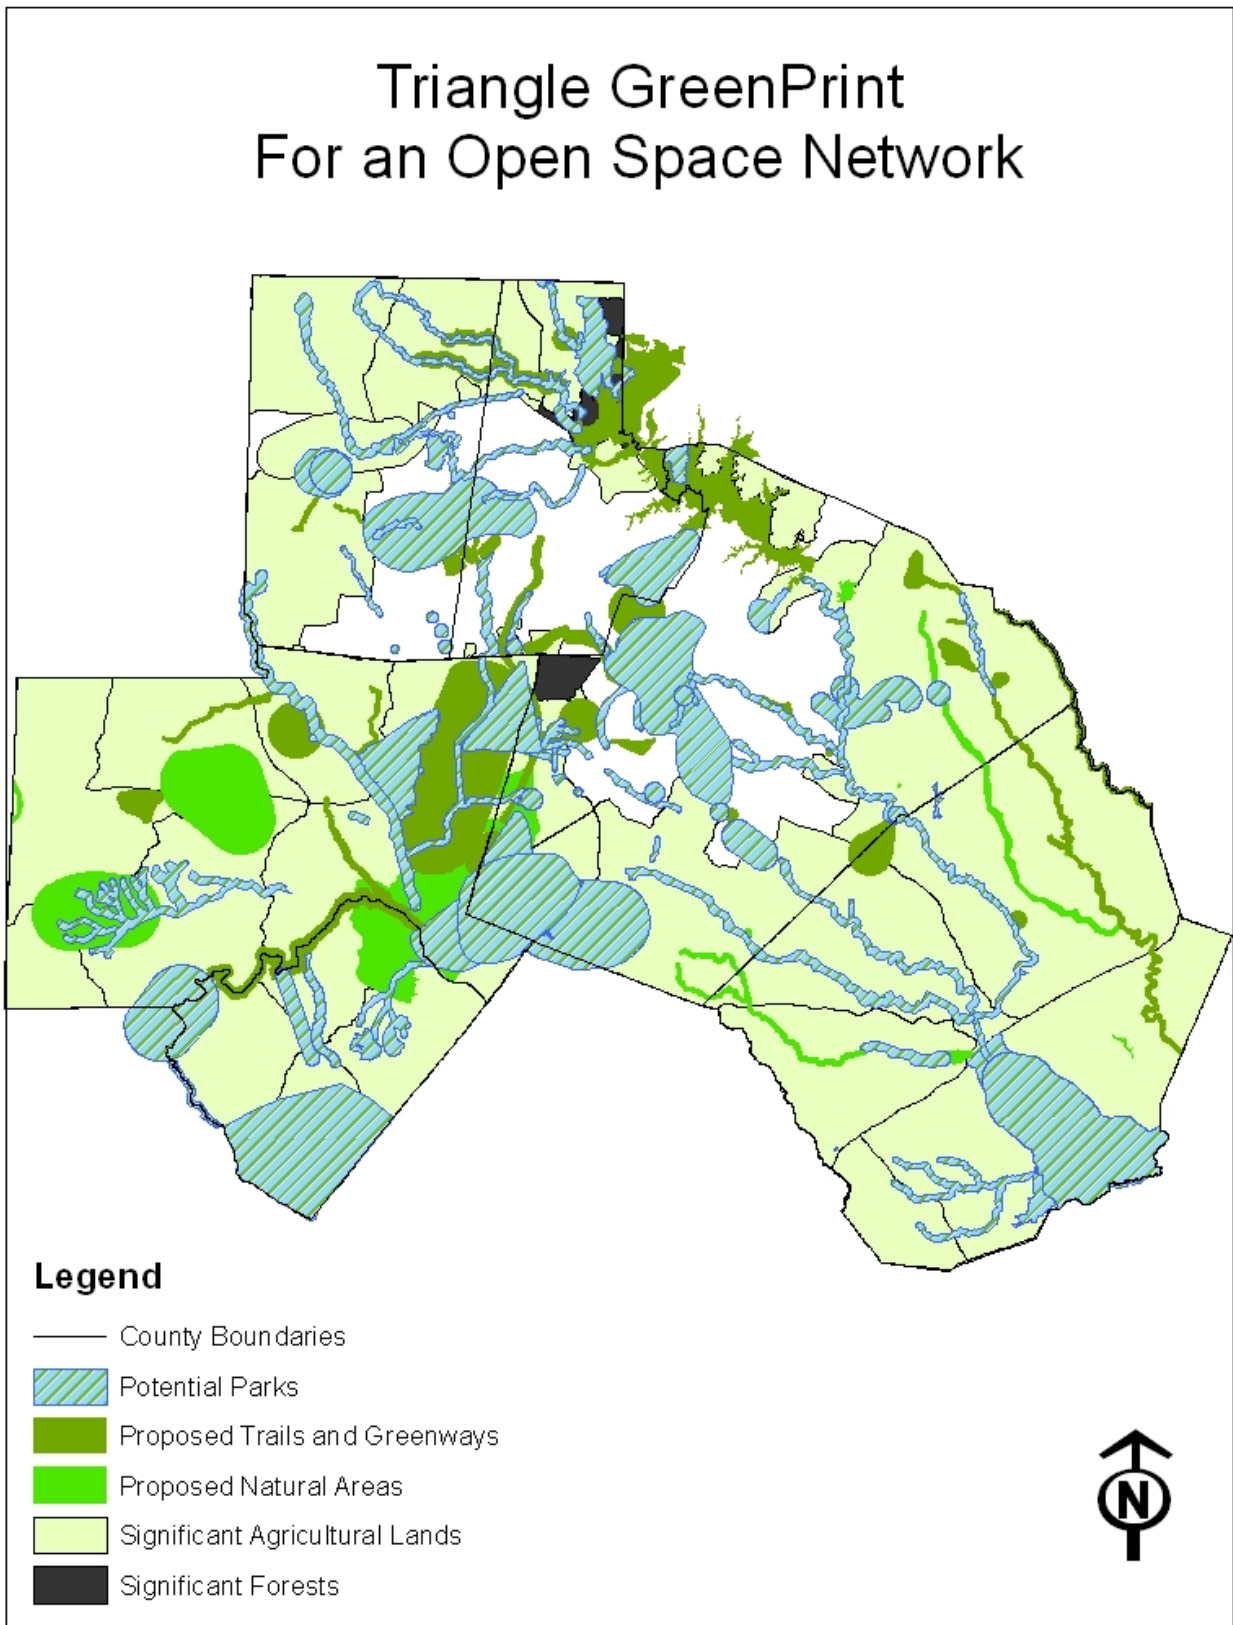 Triangle GreenPrint
For an Open Space Network
Legend
County Boundaries
Potential Parks
Proposed Trails and Greenways
Proposed Natural Areas
Significant Agricultural Lands
Significant Forests
N